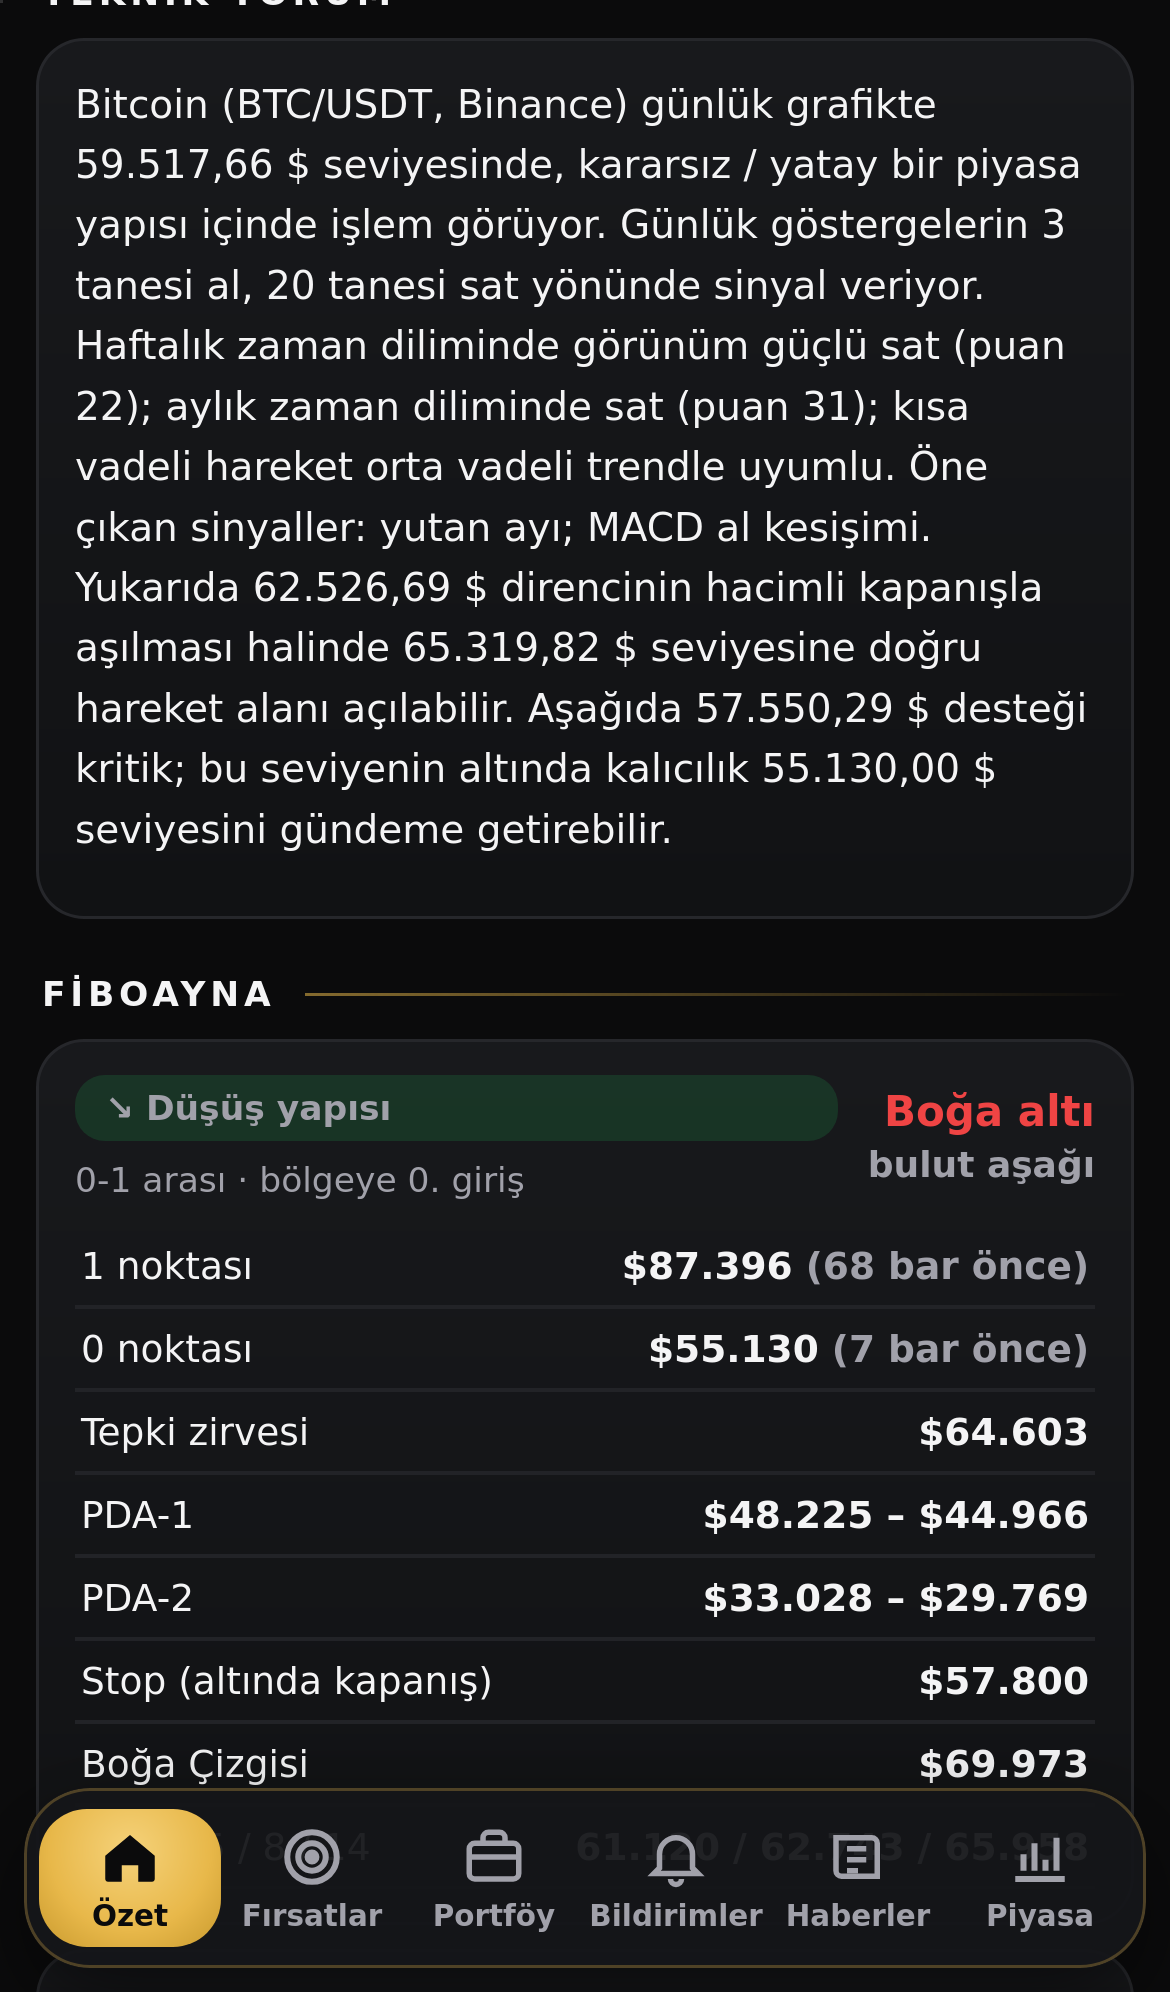 TEKNİK YORUM
Bitcoin (BTC/USDT, Binance) günlük grafikte
59.517,66 $ seviyesinde, kararsız / yatay bir piyasa
yapısı içinde işlem görüyor. Günlük göstergelerin 3
tanesi al, 20 tanesi sat yönünde sinyal veriyor.
Haftalık zaman diliminde görünüm güçlü sat (puan
22); aylık zaman diliminde sat (puan 31); kısa
vadeli hareket orta vadeli trendle uyumlu. Öne
çıkan sinyaller: yutan ayı; MACD al kesişimi.
Yukarıda 62.526,69 $ direncinin hacimli kapanışla
aşılması halinde 65.319,82 $ seviyesine doğru
hareket alanı açılabilir. Aşağıda 57.550,29 $ desteği
kritik; bu seviyenin altında kalıcılık 55.130,00 $
seviyesini gündeme getirebilir.
FİBOAYNA
↘ Düşüş yapısı
Boğa altı
bulut aşağı
0-1 arası · bölgeye 0. giriş
1 noktası $87.396 (68 bar önce)
0 noktası $55.130 (7 bar önce)
Tepki zirvesi $64.603
PDA-1 $48.225 – $44.966
PDA-2 $33.028 – $29.769
Stop (altında kapanış) $57.800
Boğa Çizgisi $69.973
Özet Fırsatlar Portföy Bildirimler Haberler Piyasa